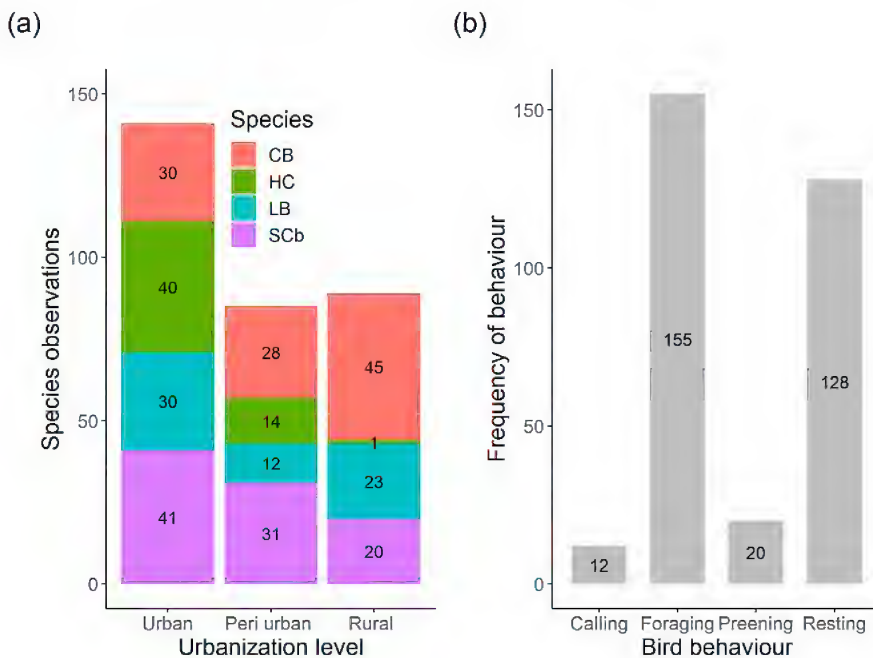 (a)
150
100
50
0
Species observations
Species
CB
HC
LB
SCb
30
40
30
41
28
14
12
31
45
1
23
20
Urban Peri urban Rural
Urbanization level
(b)
150
100
50
0
Frequency of behaviour
12
155
20
128
Calling Foraging Preening Resting
Bird behaviour